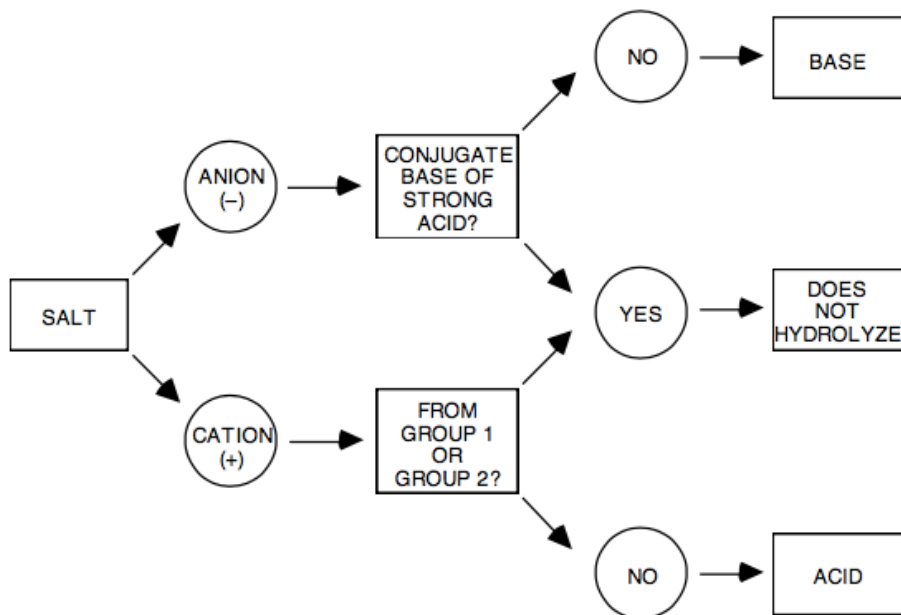 SALT
ANION
(–)
CONJUGATE
BASE OF
STRONG
ACID?
NO
BASE
YES
DOES
NOT
HYDROLYZE
CATION
(+)
FROM
GROUP 1
OR
GROUP 2?
NO
ACID